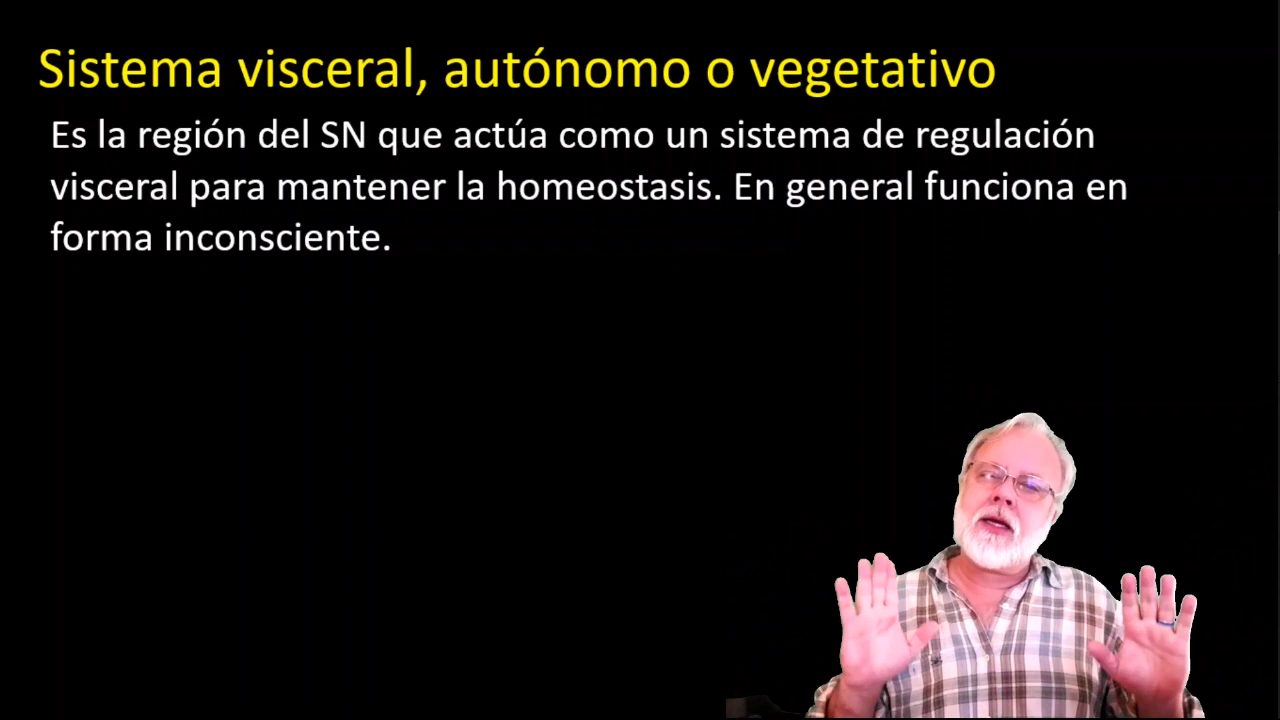 Sistema visceral, autónomo o vegetativo
Es la región del SN que actúa como un sistema de regulación
visceral para mantener la homeostasis. En general funciona en
forma inconsciente.